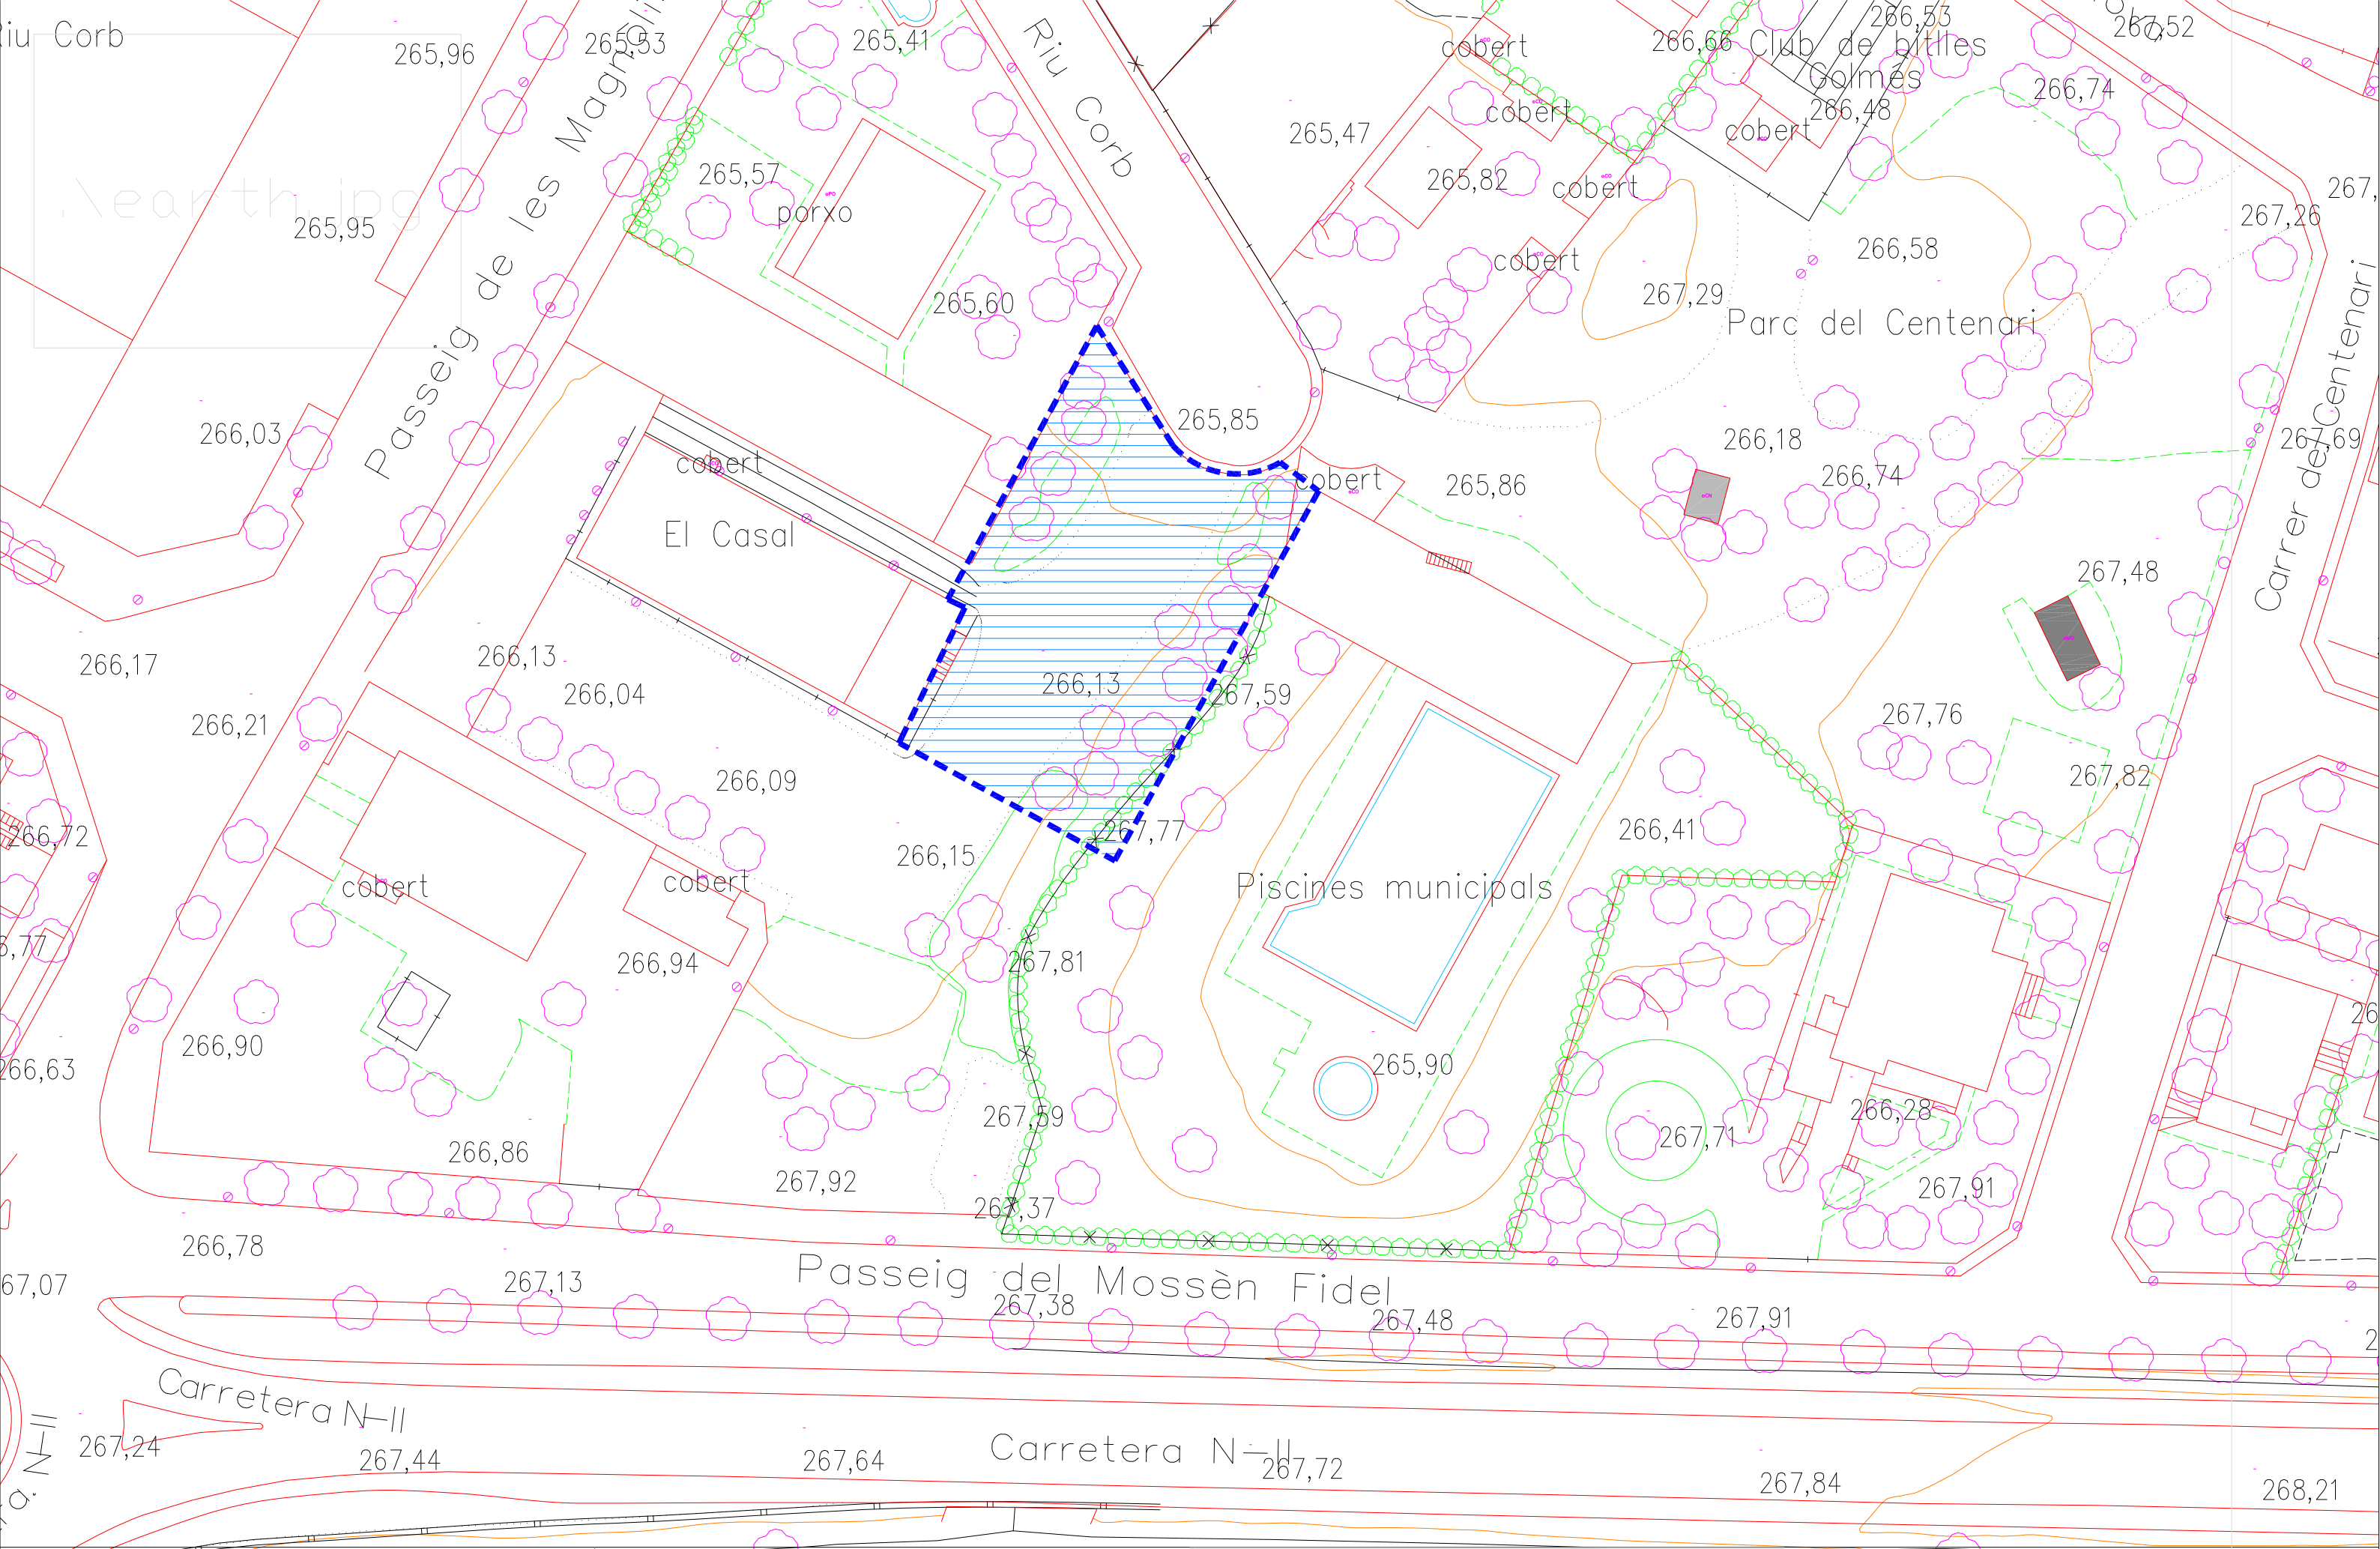 Riu Corb
265,96
265,53
265,41
Riu Corb
cobert
266,66
266,53
Club de bitlles
Golmés
267,52
266,74
266,48
cobert
cobert
265,47
265,57
265,82
cobert
\earth.jpg
265,95
porxo
Passeig de les Magnòli
267,26
267,
266,58
cobert
267,29
265,60
Parc del Centenari
Carrer del Centenari
266,03
265,85
266,18
267,69
cobert
cobert
265,86
266,74
El Casal
267,48
266,17
266,13
266,04
266,13
267,59
266,21
267,76
266,09
267,82
266,72
267,77
266,41
266,15
cobert
cobert
Piscines municipals
6,77
266,94
267,81
266,90
265,90
266,63
267,59
266,28
267,71
266,86
267,92
267,37
267,91
266,78
67,07
267,13
Passeig del Mossèn Fidel
267,38
267,48
267,91
Carretera N-II
a. N-II
267,24
267,44
267,64
Carretera N-II
267,72
267,84
268,21